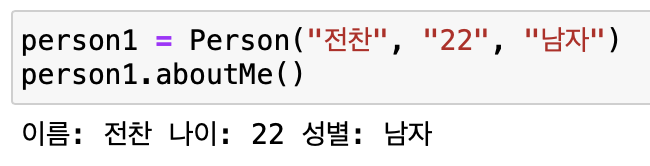 person1 = Person("전찬", "22", "남자")
person1.aboutMe()
이름: 전찬 나이: 22 성별: 남자